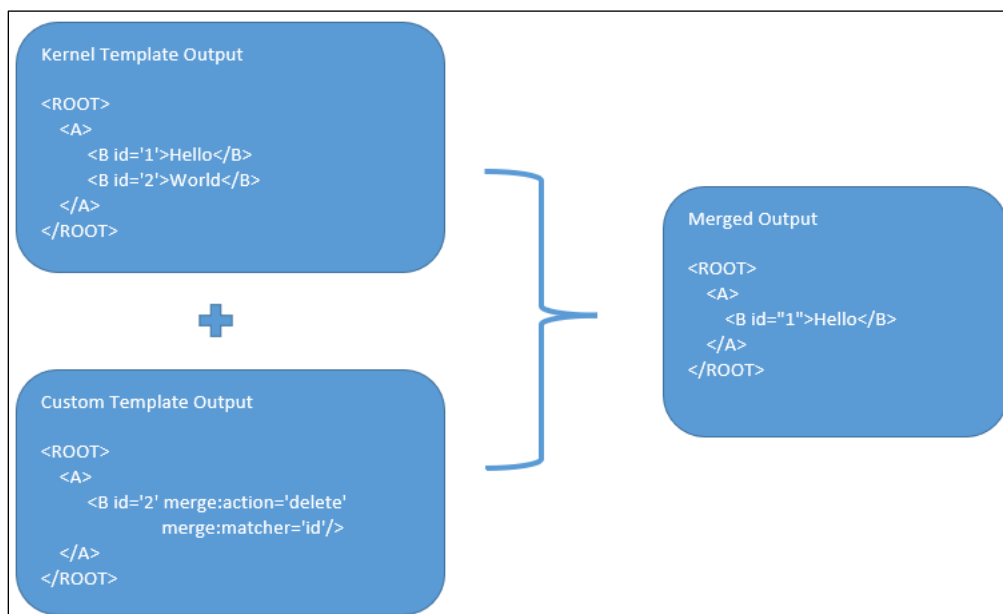 Kernel Template Output
<ROOT>
<A>
<B id='1'>Hello</B>
<B id='2'>World</B>
</A>
</ROOT>
Custom Template Output
<ROOT>
<A>
<B id='2' merge:action='delete'
merge:matcher='id'/>
</A>
</ROOT>
Merged Output
<ROOT>
<A>
<B id="1">Hello</B>
</A>
</ROOT>